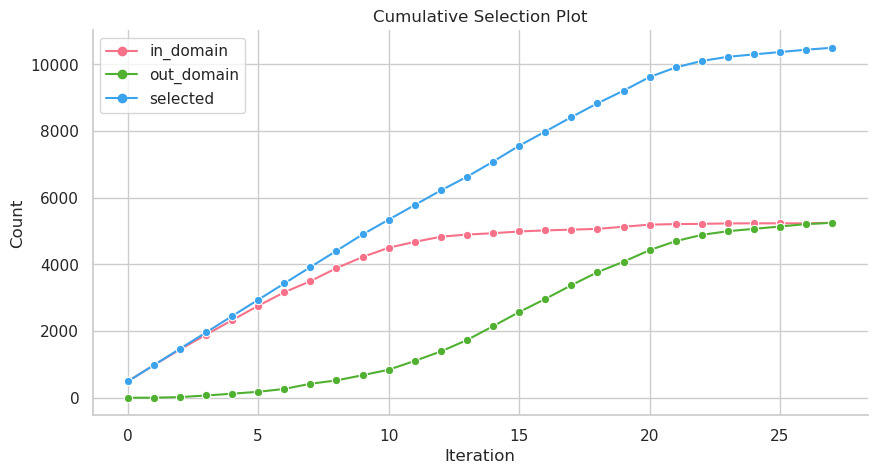 Cumulative Selection Plot
in_domain
out_domain
selected
10000
8000
6000
4000
2000
0
Count
0 5 10 15 20 25
Iteration